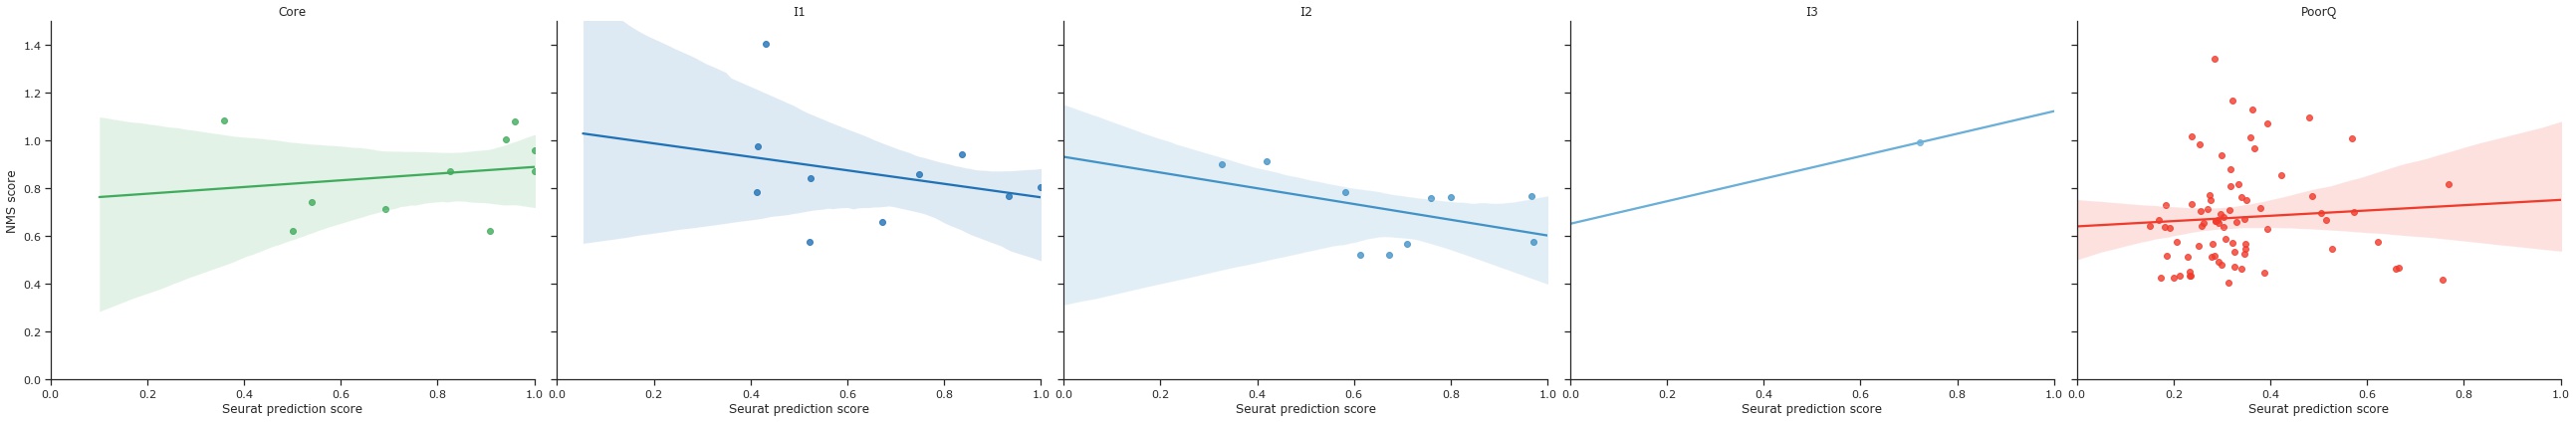 Core
I1
I2
I3
PoorQ
NMS score
1.4
1.2
1.0
0.8
0.6
0.4
0.2
0.0
0.0 0.2 0.4 0.6 0.8 1.0
0.0 0.2 0.4 0.6 0.8 1.0
0.0 0.2 0.4 0.6 0.8 1.0
0.0 0.2 0.4 0.6 0.8 1.0
0.0 0.2 0.4 0.6 0.8 1.0
Seurat prediction score
Seurat prediction score
Seurat prediction score
Seurat prediction score
Seurat prediction score